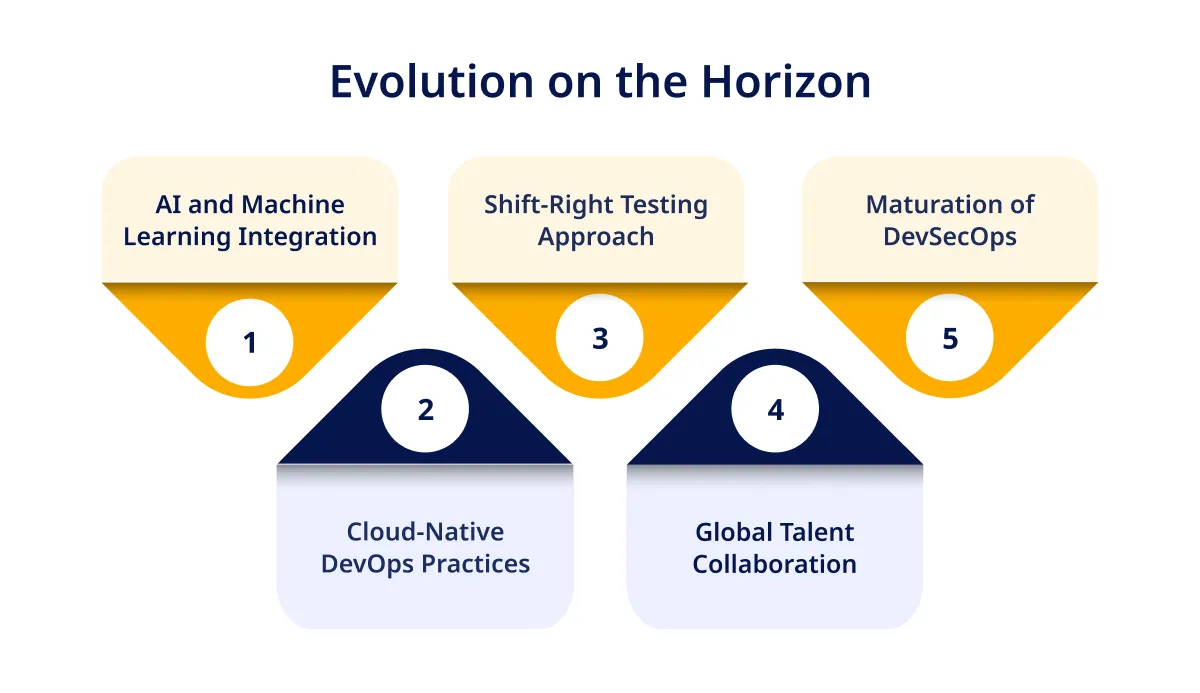 Evolution on the Horizon
AI and Machine
Learning Integration
1
Cloud-Native
DevOps Practices
2
Shift-Right Testing
Approach
3
Global Talent
Collaboration
4
Maturation of
DevSecOps
5